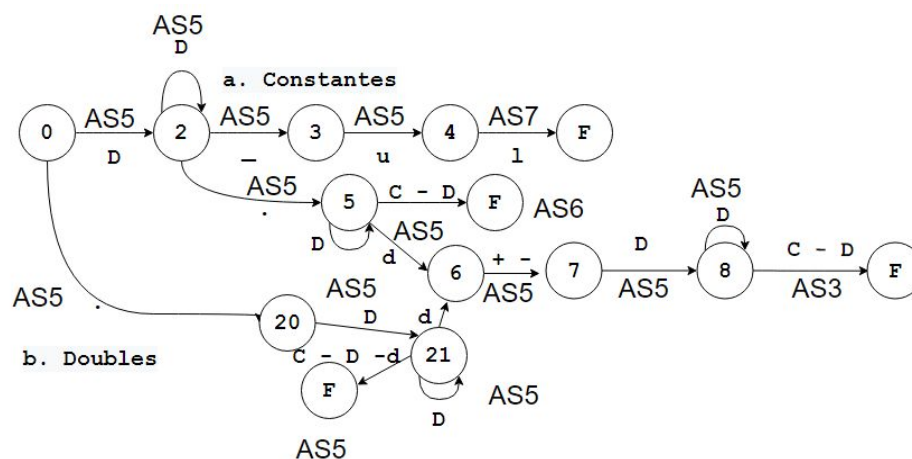 AS5
D
a. Constantes
0
AS5
D
2
AS5
_
3
AS5
u
4
AS7
l
F
AS5
.
5
D
C - D
F
AS6
AS5
d
6
+ -
AS5
7
D
AS5
AS5
D
8
C - D
AS3
F
AS5
.
20
AS5
D
d
21
D
AS5
b. Doubles
C - D -d
F
AS5